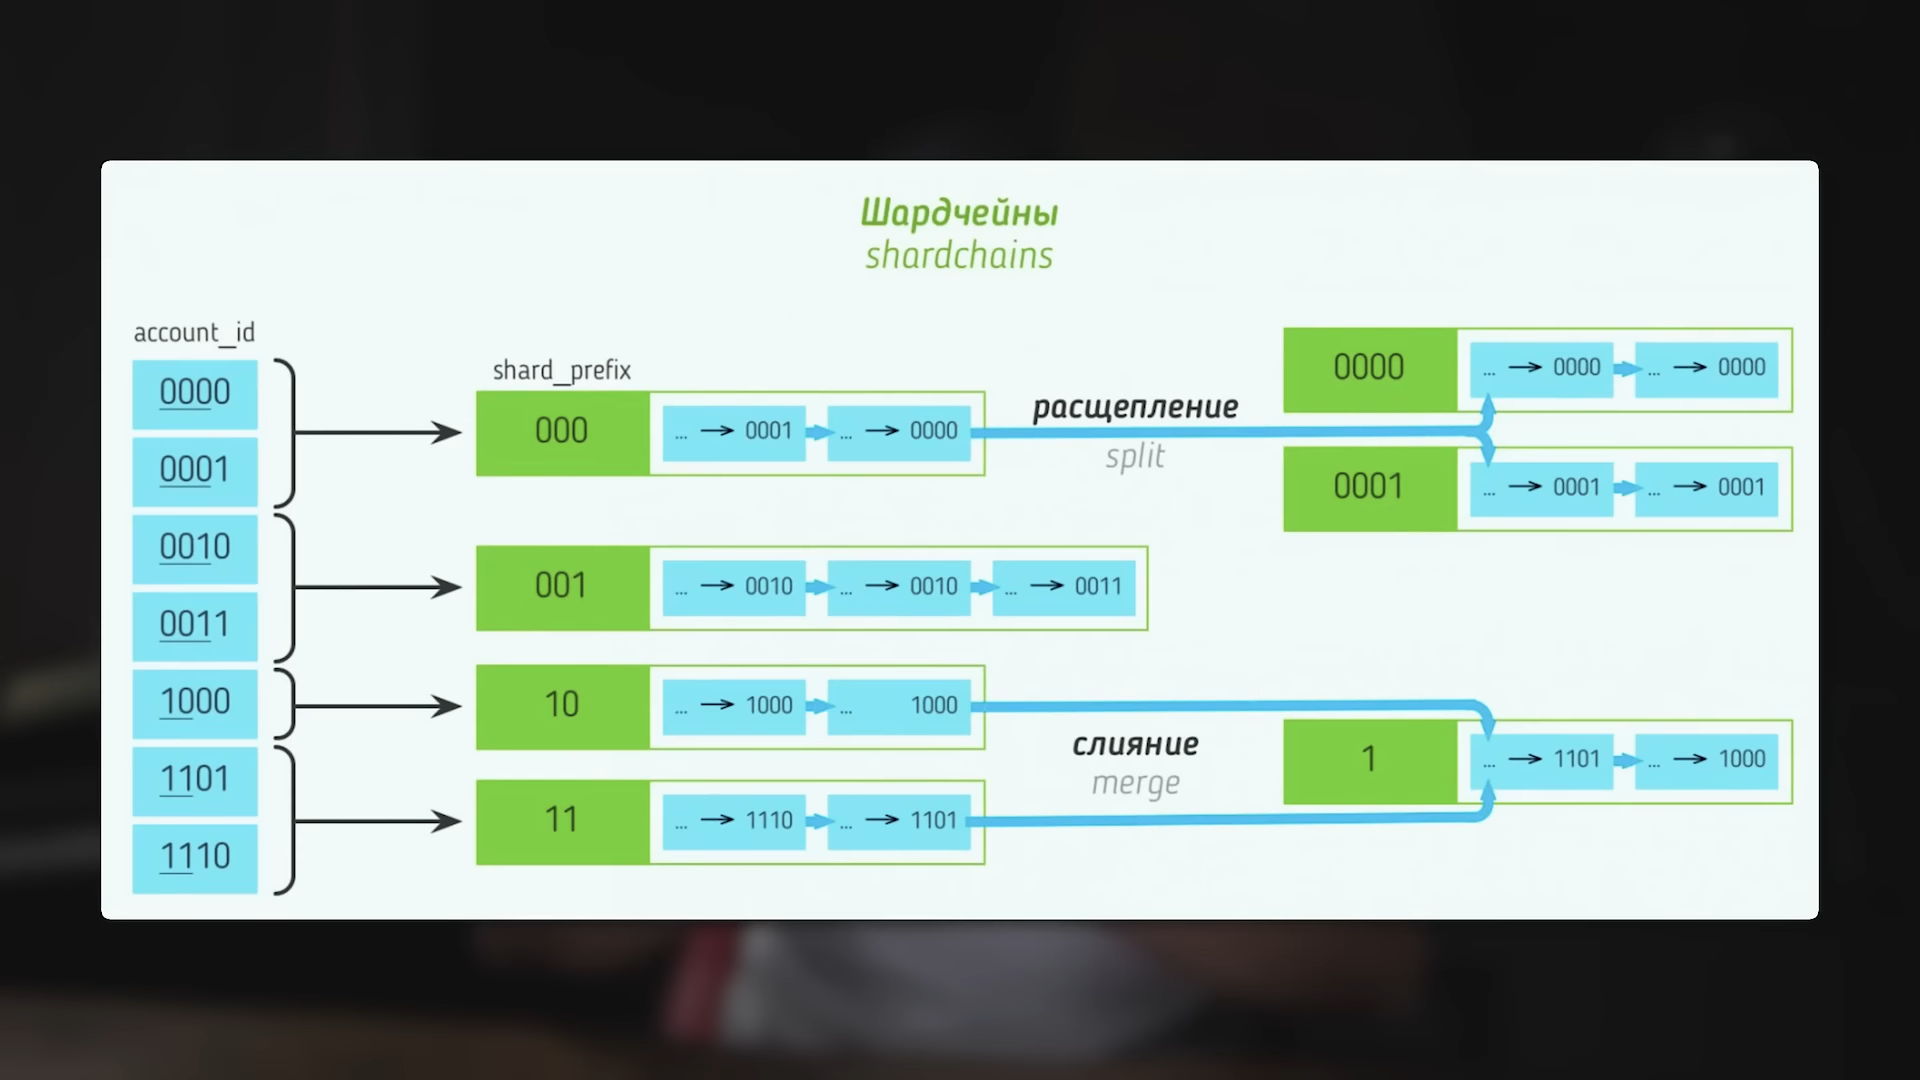 Шардчейны
shardchains
account_id
0000
0001
0010
0011
1000
1101
1110
shard_prefix
000
... → 0001
... → 0000
расщепление
split
0000
... → 0000
... → 0000
0001
... → 0001
... → 0001
001
... → 0010
... → 0010
... → 0011
10
... → 1000
... 1000
слияние
merge
11
... → 1110
... → 1101
1
... → 1101
... → 1000